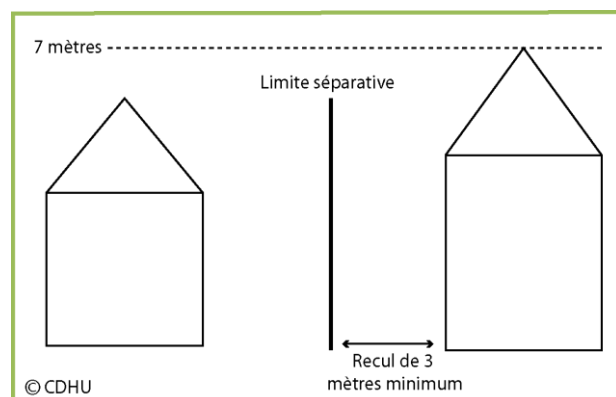 7 mètres
Limite séparative
Recul de 3
mètres minimum
© CDHU